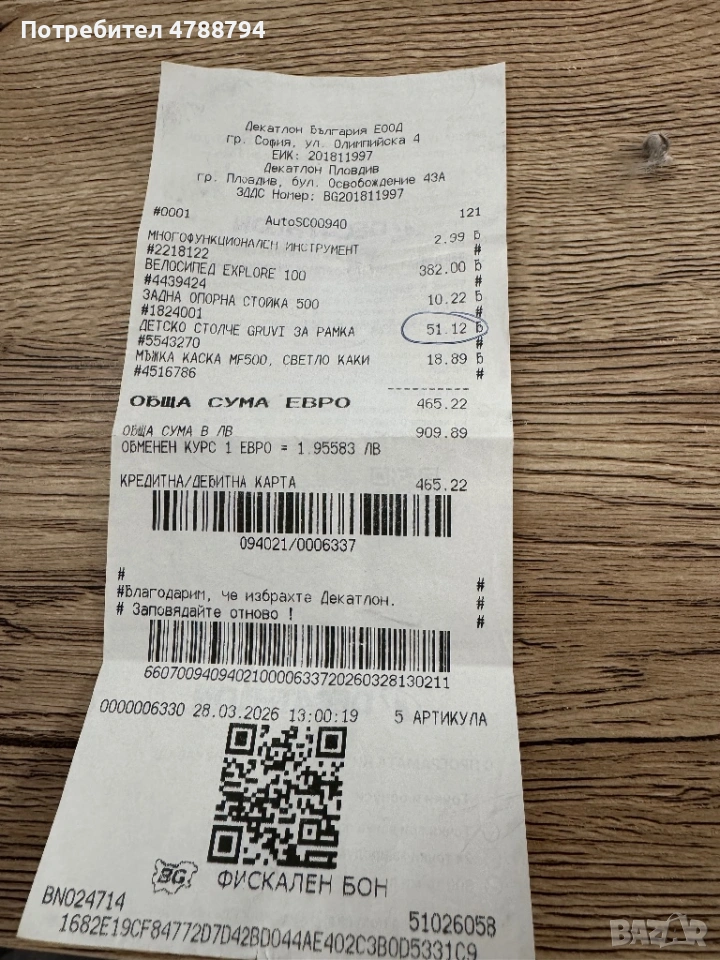 Потребител 4788794
Декатлон България ЕООД
гр. София, ул. Олимпийска 4
ЕИК: 201811997
Декатлон Пловдив
гр. Пловдив, бул. Освобождение 43А
ЗДДС Номер: BG201811997
#0001 AutoSCO0940 121
МНОГОФУНКЦИОНАЛЕН ИНСТРУМЕНТ 2.99 Б
#2218122 #
ВЕЛОСИПЕД EXPLORE 100 382.00 Б
#4439424 #
ЗАДНА ОПОРНА СТОЙКА 500 10.22 Б
#1824001 #
ДЕТСКО СТОЛЧЕ GRUVI ЗА РАМКА 51.12 Б
#5543270 #
МЪЖКА КАСКА MF500, СВЕТЛО КАКИ 18.89 Б
#4516786 #
-----------
ОБЩА СУМА ЕВРО 465.22
ОБЩА СУМА В ЛВ 909.89
ОБМЕНЕН КУРС 1 ЕВРО = 1.95583 ЛВ
КРЕДИТНА/ДЕБИТНА КАРТА 465.22
094021/0006337
# #
#Благодарим, че избрахте Декатлон. #
# Заповядайте отново ! #
66070094094021000063372026032813 0211
0000006330 28.03.2026 13:00:19 5 АРТИКУЛА
BG ФИСКАЛЕН БОН
BN024714 51026058
1682E19CF84772D7D42BD044AE402C3B0D5331C9
BAZAR